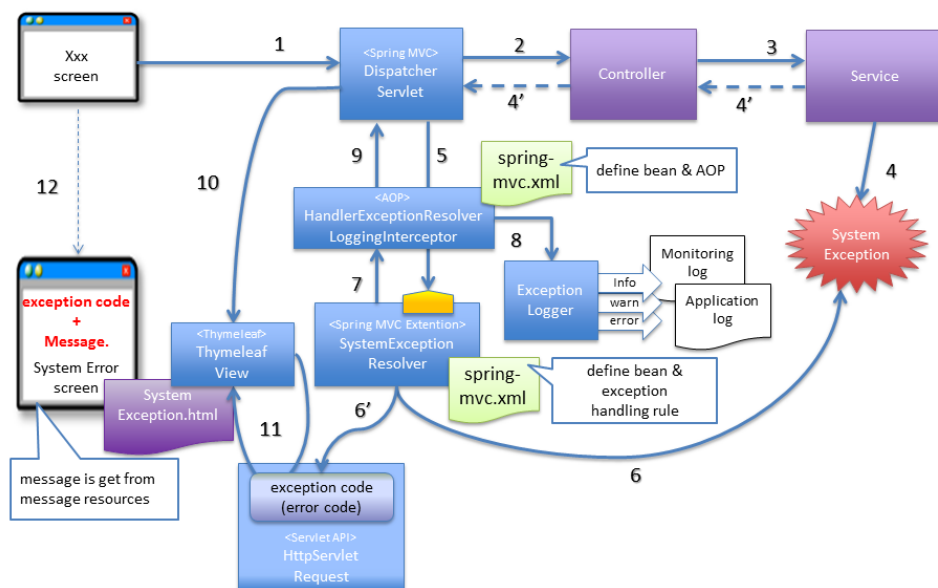 Xxx
screen
1
<Spring MVC>
Dispatcher
Servlet
2
Controller
3
Service
4’
4’
4
System
Exception
5
9
10
12
spring-
mvc.xml
define bean & AOP
<AOP>
HandlerExceptionResolver
LoggingInterceptor
8
7
Exception
Logger
Info
warn
error
Monitoring
log
Application
log
exception code
+
Message.
System Error
screen
<Thymeleaf>
Thymeleaf
View
<Spring MVC Extention>
SystemException
Resolver
spring-
mvc.xml
define bean &
exception
handling rule
System
Exception.html
6’
11
6
message is get from
message resources
exception code
(error code)
<Servlet API>
HttpServlet
Request